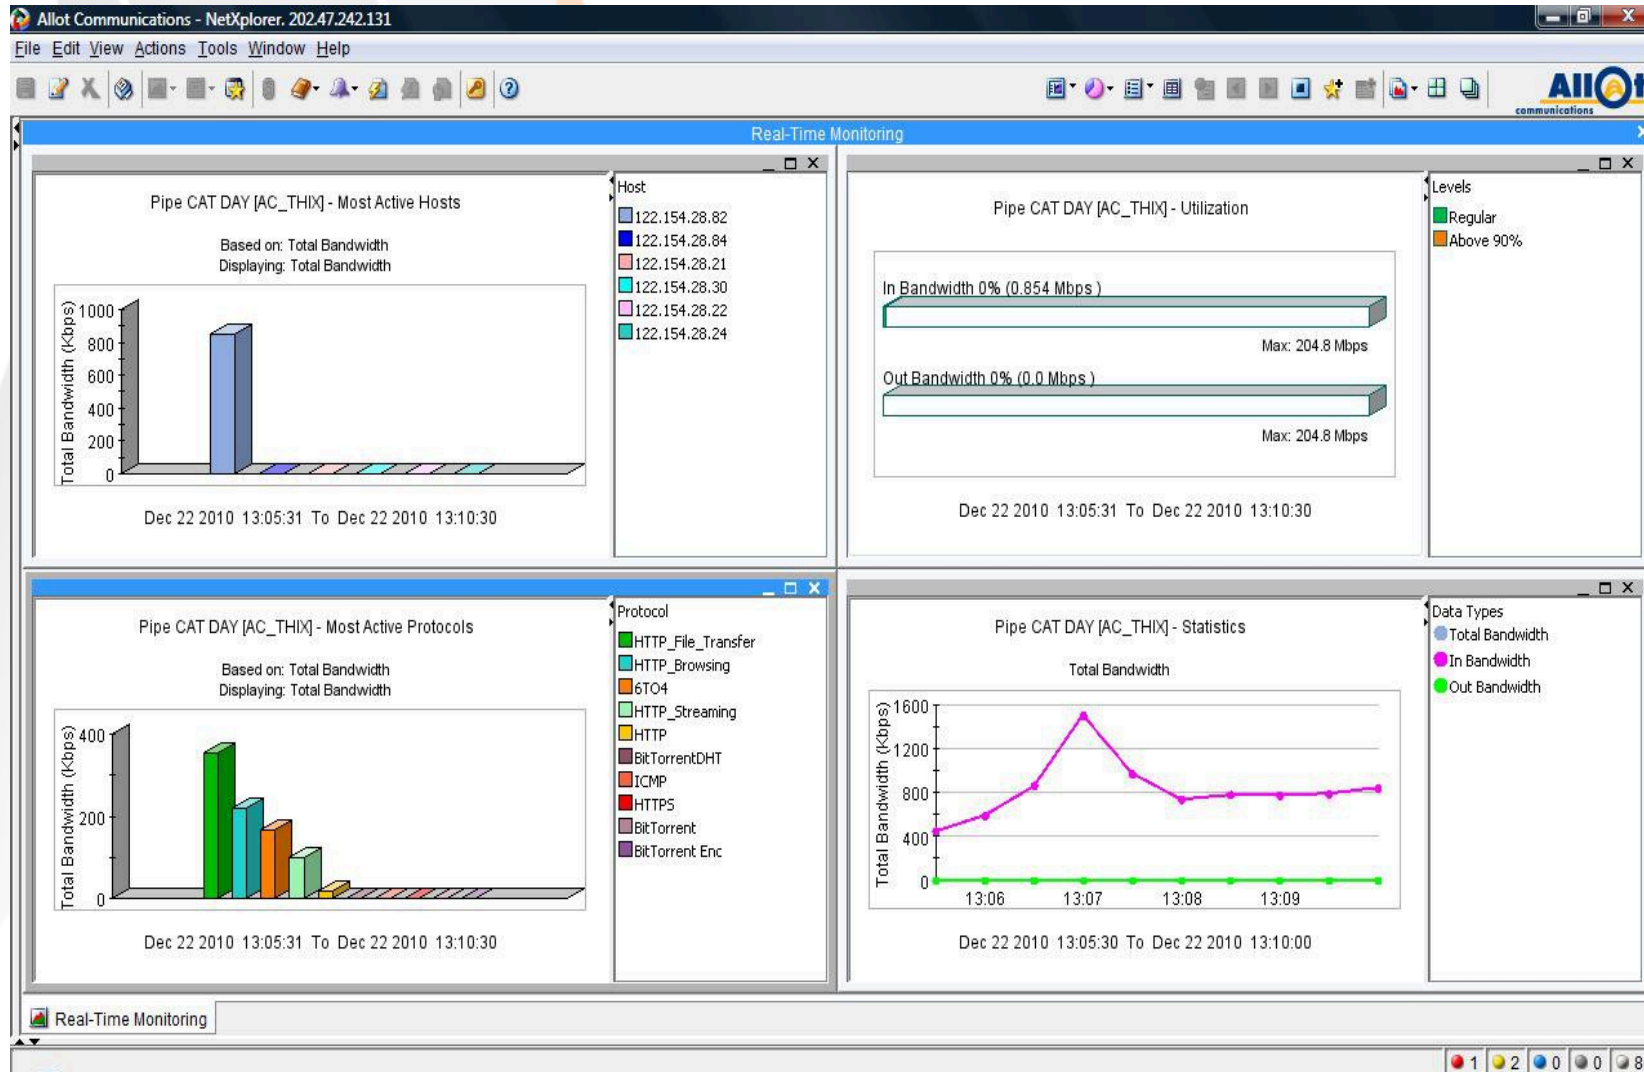 Allot Communications - NetXplorer. 202.47.242.131
File Edit View Actions Tools Window Help
Allot
communications
Real-Time Monitoring
Pipe CAT DAY [AC_THIX] - Most Active Hosts
Based on: Total Bandwidth
Displaying: Total Bandwidth
Total Bandwidth (Kbps)
1000
800
600
400
200
0
Dec 22 2010 13:05:31 To Dec 22 2010 13:10:30
Host
122.154.28.82
122.154.28.84
122.154.28.21
122.154.28.30
122.154.28.22
122.154.28.24
Pipe CAT DAY [AC_THIX] - Utilization
In Bandwidth 0% (0.854 Mbps )
Max: 204.8 Mbps
Out Bandwidth 0% (0.0 Mbps )
Max: 204.8 Mbps
Dec 22 2010 13:05:31 To Dec 22 2010 13:10:30
Levels
Regular
Above 90%
Pipe CAT DAY [AC_THIX] - Most Active Protocols
Based on: Total Bandwidth
Displaying: Total Bandwidth
Total Bandwidth (Kbps)
400
200
0
Dec 22 2010 13:05:31 To Dec 22 2010 13:10:30
Protocol
HTTP_File_Transfer
HTTP_Browsing
6TO4
HTTP_Streaming
HTTP
BitTorrentDHT
ICMP
HTTPS
BitTorrent
BitTorrent Enc
Pipe CAT DAY [AC_THIX] - Statistics
Total Bandwidth
Total Bandwidth (Kbps)
1600
1200
800
400
0
13:06 13:07 13:08 13:09
Dec 22 2010 13:05:30 To Dec 22 2010 13:10:00
Data Types
Total Bandwidth
In Bandwidth
Out Bandwidth
Real-Time Monitoring
1 2 0 0 8